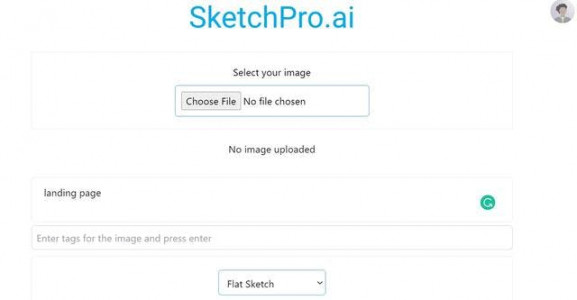 SketchPro.ai
Select your image
Choose File No file chosen
No image uploaded
landing page
Enter tags for the image and press enter
Flat Sketch